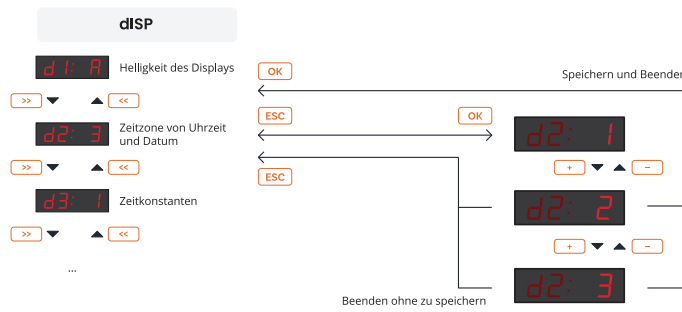 dISP
d1: A
Helligkeit des Displays
OK
Speichern und Beenden
>>
<<
ESC
OK
d2: 3
Zeitzone von Uhrzeit
und Datum
d2: 1
>>
<<
ESC
+
−
d3: 1
Zeitkonstanten
d2: 2
>>
<<
+
−
...
d2: 3
Beenden ohne zu speichern